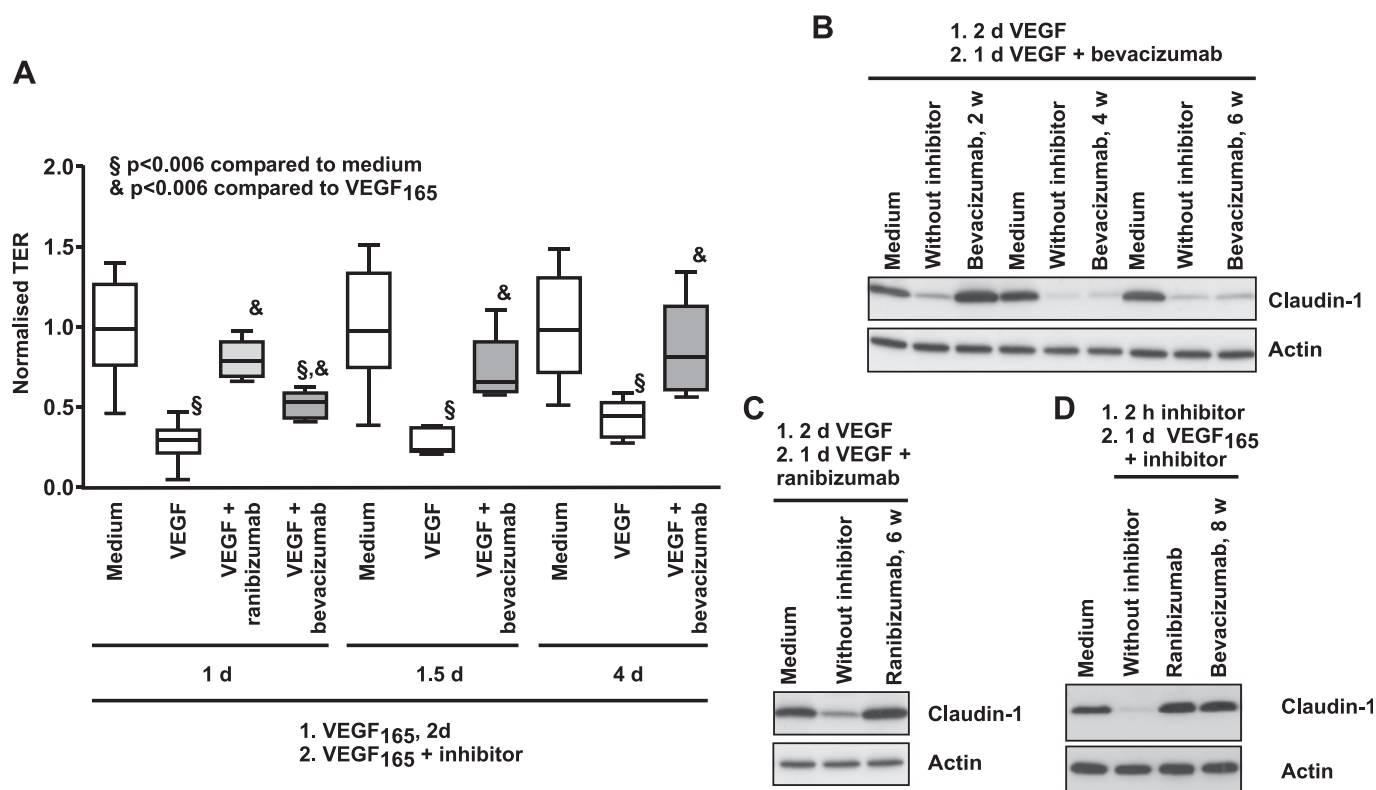 A
§ p<0.006 compared to medium
& p<0.006 compared to VEGF165
Normalised TER
2.0
1.5
1.0
0.5
0.0
§
&
§,&
§
&
§
&
Medium
VEGF
VEGF +
ranibizumab
VEGF +
bevacizumab
Medium
VEGF
VEGF +
bevacizumab
Medium
VEGF
VEGF +
bevacizumab
1 d
1.5 d
4 d
1. VEGF165, 2d
2. VEGF165 + inhibitor
B
1. 2 d VEGF
2. 1 d VEGF + bevacizumab
Medium
Without inhibitor
Bevacizumab, 2 w
Medium
Without inhibitor
Bevacizumab, 4 w
Medium
Without inhibitor
Bevacizumab, 6 w
Claudin-1
Actin
C
1. 2 d VEGF
2. 1 d VEGF +
ranibizumab
Medium
Without inhibitor
Ranibizumab, 6 w
Claudin-1
Actin
D
1. 2 h inhibitor
2. 1 d VEGF165
+ inhibitor
Medium
Without inhibitor
Ranibizumab
Bevacizumab, 8 w
Claudin-1
Actin